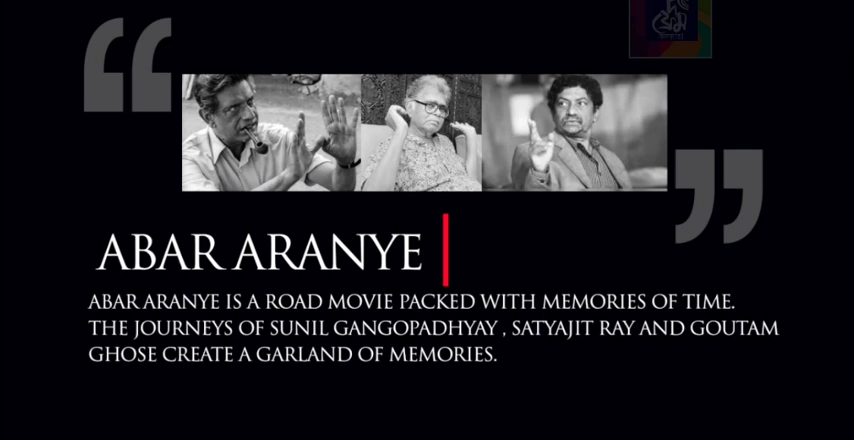 ABAR ARANYE
ABAR ARANYE IS A ROAD MOVIE PACKED WITH MEMORIES OF TIME.
THE JOURNEYS OF SUNIL GANGOPADHYAY , SATYAJIT RAY AND GOUTAM
GHOSE CREATE A GARLAND OF MEMORIES.